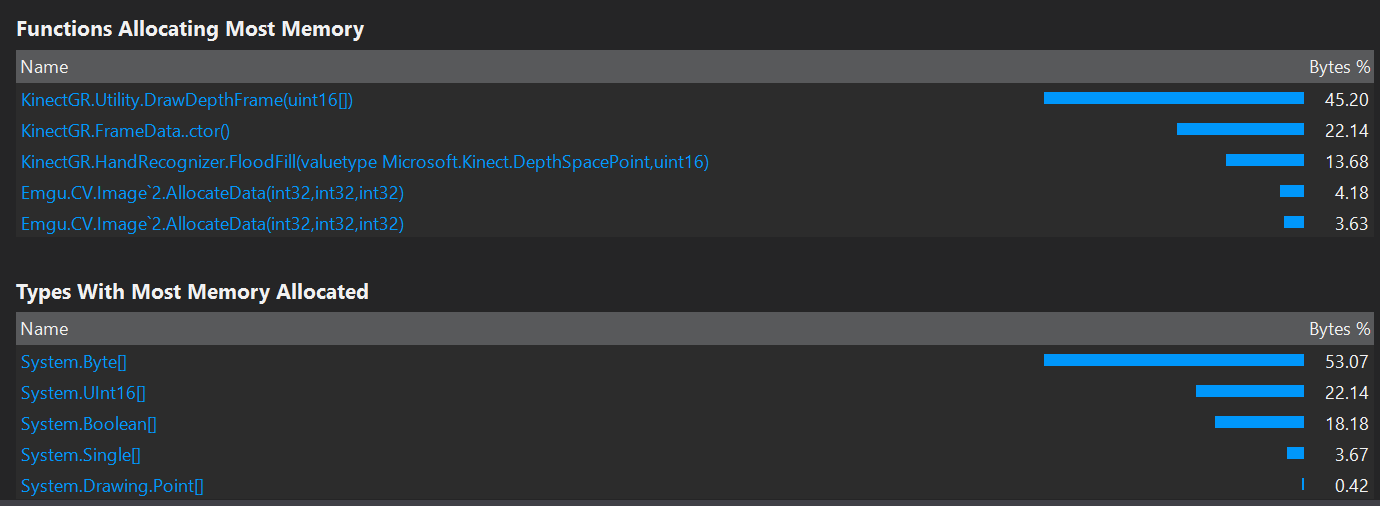 Functions Allocating Most Memory
Name Bytes %
KinectGR.Utility.DrawDepthFrame(uint16[]) 45.20
KinectGR.FrameData..ctor() 22.14
KinectGR.HandRecognizer.FloodFill(valuetype Microsoft.Kinect.DepthSpacePoint,uint16) 13.68
Emgu.CV.Image`2.AllocateData(int32,int32,int32) 4.18
Emgu.CV.Image`2.AllocateData(int32,int32,int32) 3.63
Types With Most Memory Allocated
Name Bytes %
System.Byte[] 53.07
System.UInt16[] 22.14
System.Boolean[] 18.18
System.Single[] 3.67
System.Drawing.Point[] 0.42